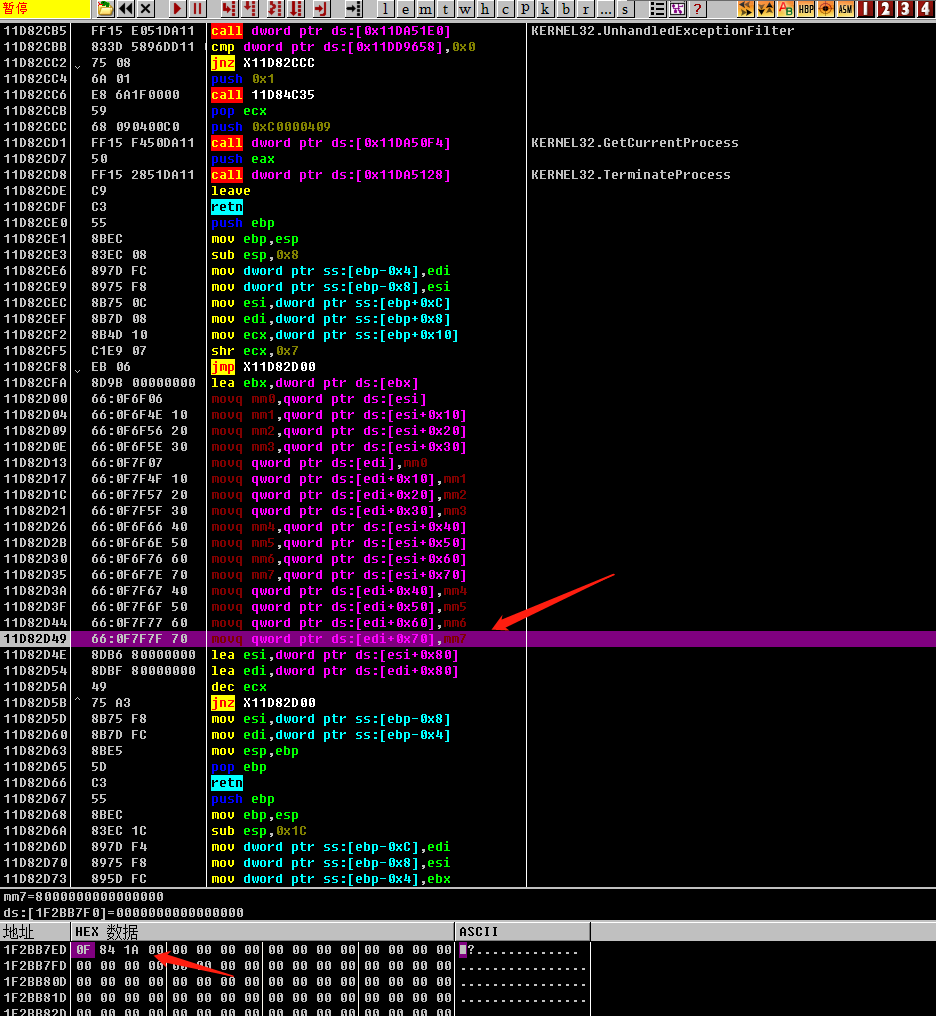 暂停 l e m t w h c p k b r ... s ? HBP ASM 1 2 3 4
11D82CB5 FF15 E051DA11 call dword ptr ds:[0x11DA51E0] KERNEL32.UnhandledExceptionFilter
11D82CBB 833D 5896DD11 cmp dword ptr ds:[0x11DD9658],0x0
11D82CC2 75 08 jnz X11D82CCC
11D82CC4 6A 01 push 0x1
11D82CC6 E8 6A1F0000 call 11D84C35
11D82CCB 59 pop ecx
11D82CCC 68 090400C0 push 0xC0000409
11D82CD1 FF15 F450DA11 call dword ptr ds:[0x11DA50F4] KERNEL32.GetCurrentProcess
11D82CD7 50 push eax
11D82CD8 FF15 2851DA11 call dword ptr ds:[0x11DA5128] KERNEL32.TerminateProcess
11D82CDE C9 leave
11D82CDF C3 retn
11D82CE0 55 push ebp
11D82CE1 8BEC mov ebp,esp
11D82CE3 83EC 08 sub esp,0x8
11D82CE6 897D FC mov dword ptr ss:[ebp-0x4],edi
11D82CE9 8975 F8 mov dword ptr ss:[ebp-0x8],esi
11D82CEC 8B75 0C mov esi,dword ptr ss:[ebp+0xC]
11D82CEF 8B7D 08 mov edi,dword ptr ss:[ebp+0x8]
11D82CF2 8B4D 10 mov ecx,dword ptr ss:[ebp+0x10]
11D82CF5 C1E9 07 shr ecx,0x7
11D82CF8 EB 06 jmp X11D82D00
11D82CFA 8D9B 00000000 lea ebx,dword ptr ds:[ebx]
11D82D00 66:0F6F06 movq mm0,qword ptr ds:[esi]
11D82D04 66:0F6F4E 10 movq mm1,qword ptr ds:[esi+0x10]
11D82D09 66:0F6F56 20 movq mm2,qword ptr ds:[esi+0x20]
11D82D0E 66:0F6F5E 30 movq mm3,qword ptr ds:[esi+0x30]
11D82D13 66:0F7F07 movq qword ptr ds:[edi],mm0
11D82D17 66:0F7F4F 10 movq qword ptr ds:[edi+0x10],mm1
11D82D1C 66:0F7F57 20 movq qword ptr ds:[edi+0x20],mm2
11D82D21 66:0F7F5F 30 movq qword ptr ds:[edi+0x30],mm3
11D82D26 66:0F6F66 40 movq mm4,qword ptr ds:[esi+0x40]
11D82D2B 66:0F6F6E 50 movq mm5,qword ptr ds:[esi+0x50]
11D82D30 66:0F6F76 60 movq mm6,qword ptr ds:[esi+0x60]
11D82D35 66:0F6F7E 70 movq mm7,qword ptr ds:[esi+0x70]
11D82D3A 66:0F7F67 40 movq qword ptr ds:[edi+0x40],mm4
11D82D3F 66:0F7F6F 50 movq qword ptr ds:[edi+0x50],mm5
11D82D44 66:0F7F77 60 movq qword ptr ds:[edi+0x60],mm6
11D82D49 66:0F7F7F 70 movq qword ptr ds:[edi+0x70],mm7
11D82D4E 8DB6 80000000 lea esi,dword ptr ds:[esi+0x80]
11D82D54 8DBF 80000000 lea edi,dword ptr ds:[edi+0x80]
11D82D5A 49 dec ecx
11D82D5B ^ 75 A3 jnz X11D82D00
11D82D5D 8B75 F8 mov esi,dword ptr ss:[ebp-0x8]
11D82D60 8B7D FC mov edi,dword ptr ss:[ebp-0x4]
11D82D63 8BE5 mov esp,ebp
11D82D65 5D pop ebp
11D82D66 C3 retn
11D82D67 55 push ebp
11D82D68 8BEC mov ebp,esp
11D82D6A 83EC 1C sub esp,0x1C
11D82D6D 897D F4 mov dword ptr ss:[ebp-0xC],edi
11D82D70 8975 F8 mov dword ptr ss:[ebp-0x8],esi
11D82D73 895D FC mov dword ptr ss:[ebp-0x4],ebx
mm7=8000000000000000
ds:[1F2BB7F0]=0000000000000000
地址 HEX 数据 ASCII
1F2BB7ED 0F 84 1A 00 00 00 00 00 00 00 00 00 00 00 00 00 ?.............
1F2BB7FD 00 00 00 00 00 00 00 00 00 00 00 00 00 00 00 00 ................
1F2BB80D 00 00 00 00 00 00 00 00 00 00 00 00 00 00 00 00 ................
1F2BB81D 00 00 00 00 00 00 00 00 00 00 00 00 00 00 00 00 ................
1F2BB82D 00 00 00 00 00 00 00 00 00 00 00 00 00 00 00 00